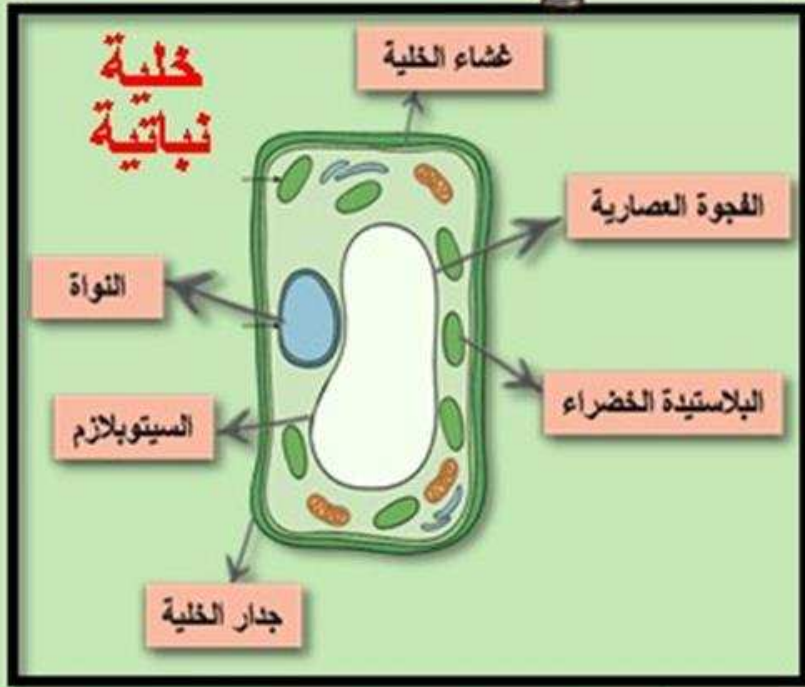 خلية
نباتية
غشاء الخلية
الفجوة العصارية
النواة
البلاستيدة الخضراء
السيتوبلازم
جدار الخلية